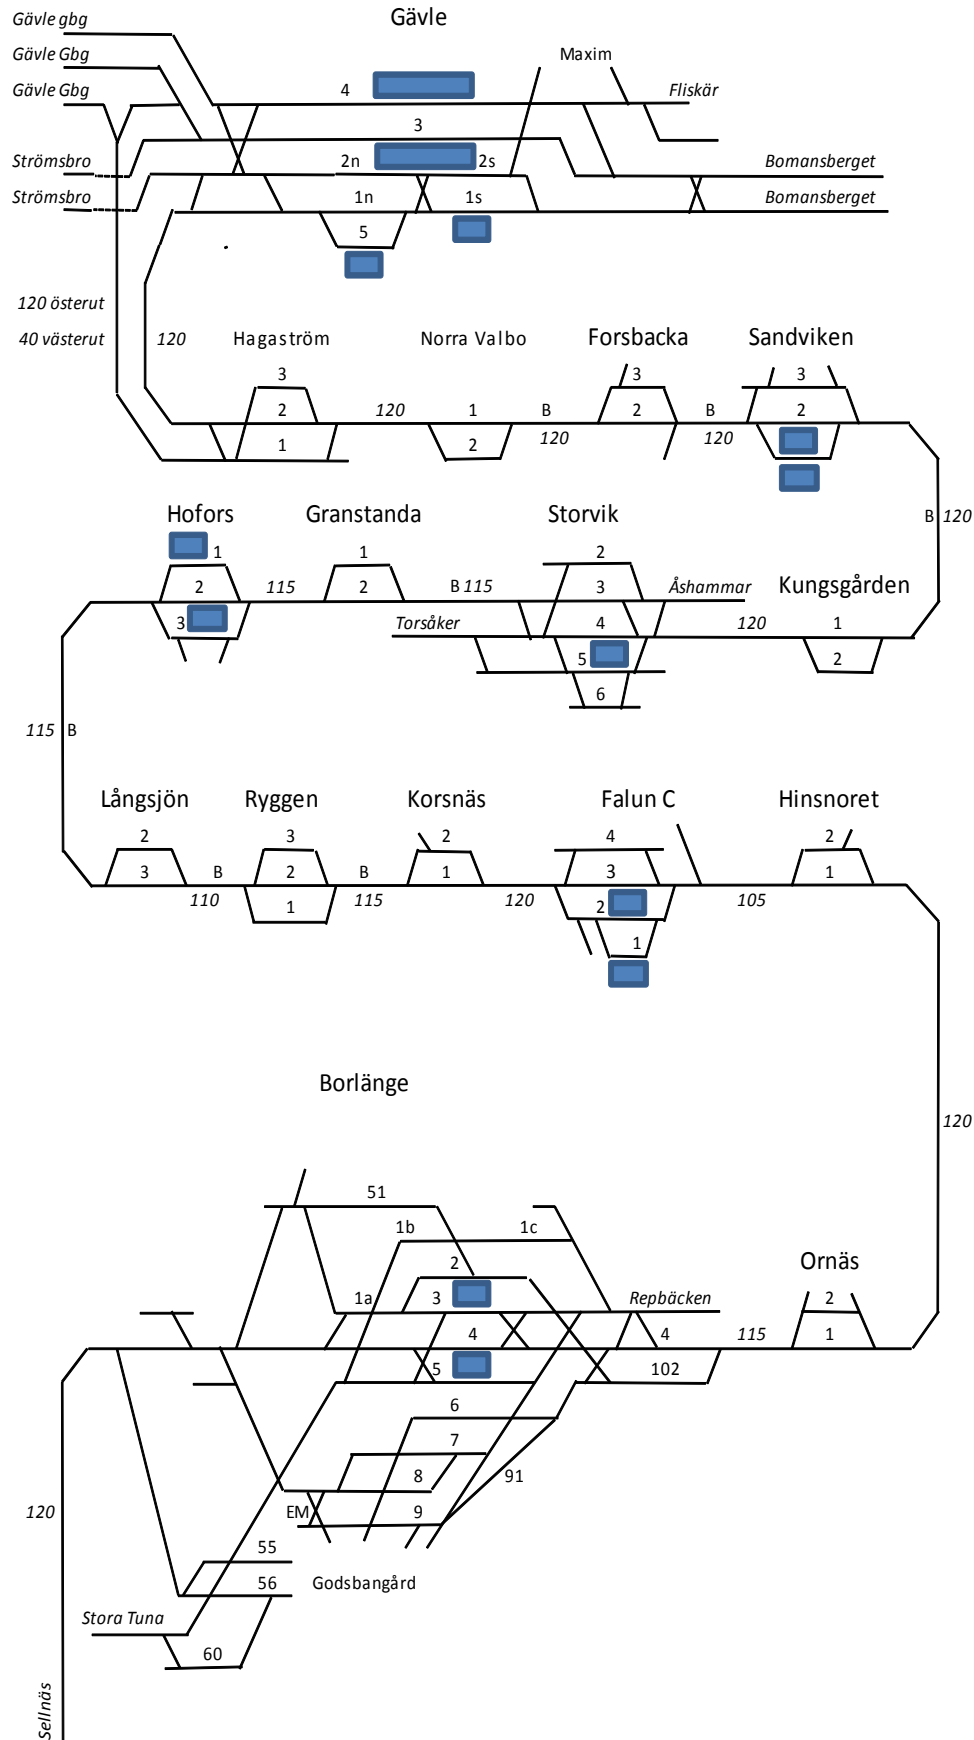 Gävle gbg
Gävle
Gävle Gbg
Maxim
Gävle Gbg
4
Fliskär
3
Strömsbro
2n
2s
Bomansberget
Strömsbro
1n
1s
Bomansberget
5
120 österut
40 västerut
120
Hagaström
Norra Valbo
Forsbacka
Sandviken
3
3
3
2
120
1
B
2
B
2
1
2
120
120
Hofors
Granstanda
Storvik
B
120
1
1
2
2
115
2
B 115
3
Åshammar
Kungsgården
3
Torsåker
4
120
1
5
2
6
115
B
Långsjön
Ryggen
Korsnäs
Falun C
Hinsnoret
2
3
2
4
2
3
B
2
B
1
3
1
110
1
115
120
2
105
1
Borlänge
120
51
1b
1c
2
Ornäs
1a
3
Repbäcken
2
4
4
115
1
5
102
6
7
8
91
120
EM
9
55
56
Godsbangård
Stora Tuna
60
Sellnäs